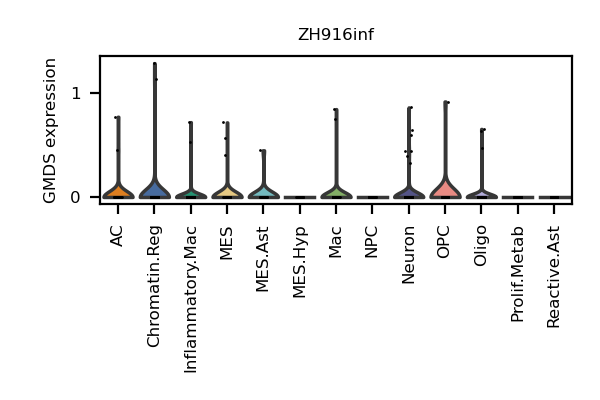 ZH916inf
GMDS expression
1
0
AC
Chromatin.Reg
Inflammatory.Mac
MES
MES.Ast
MES.Hyp
Mac
NPC
Neuron
OPC
Oligo
Prolif.Metab
Reactive.Ast